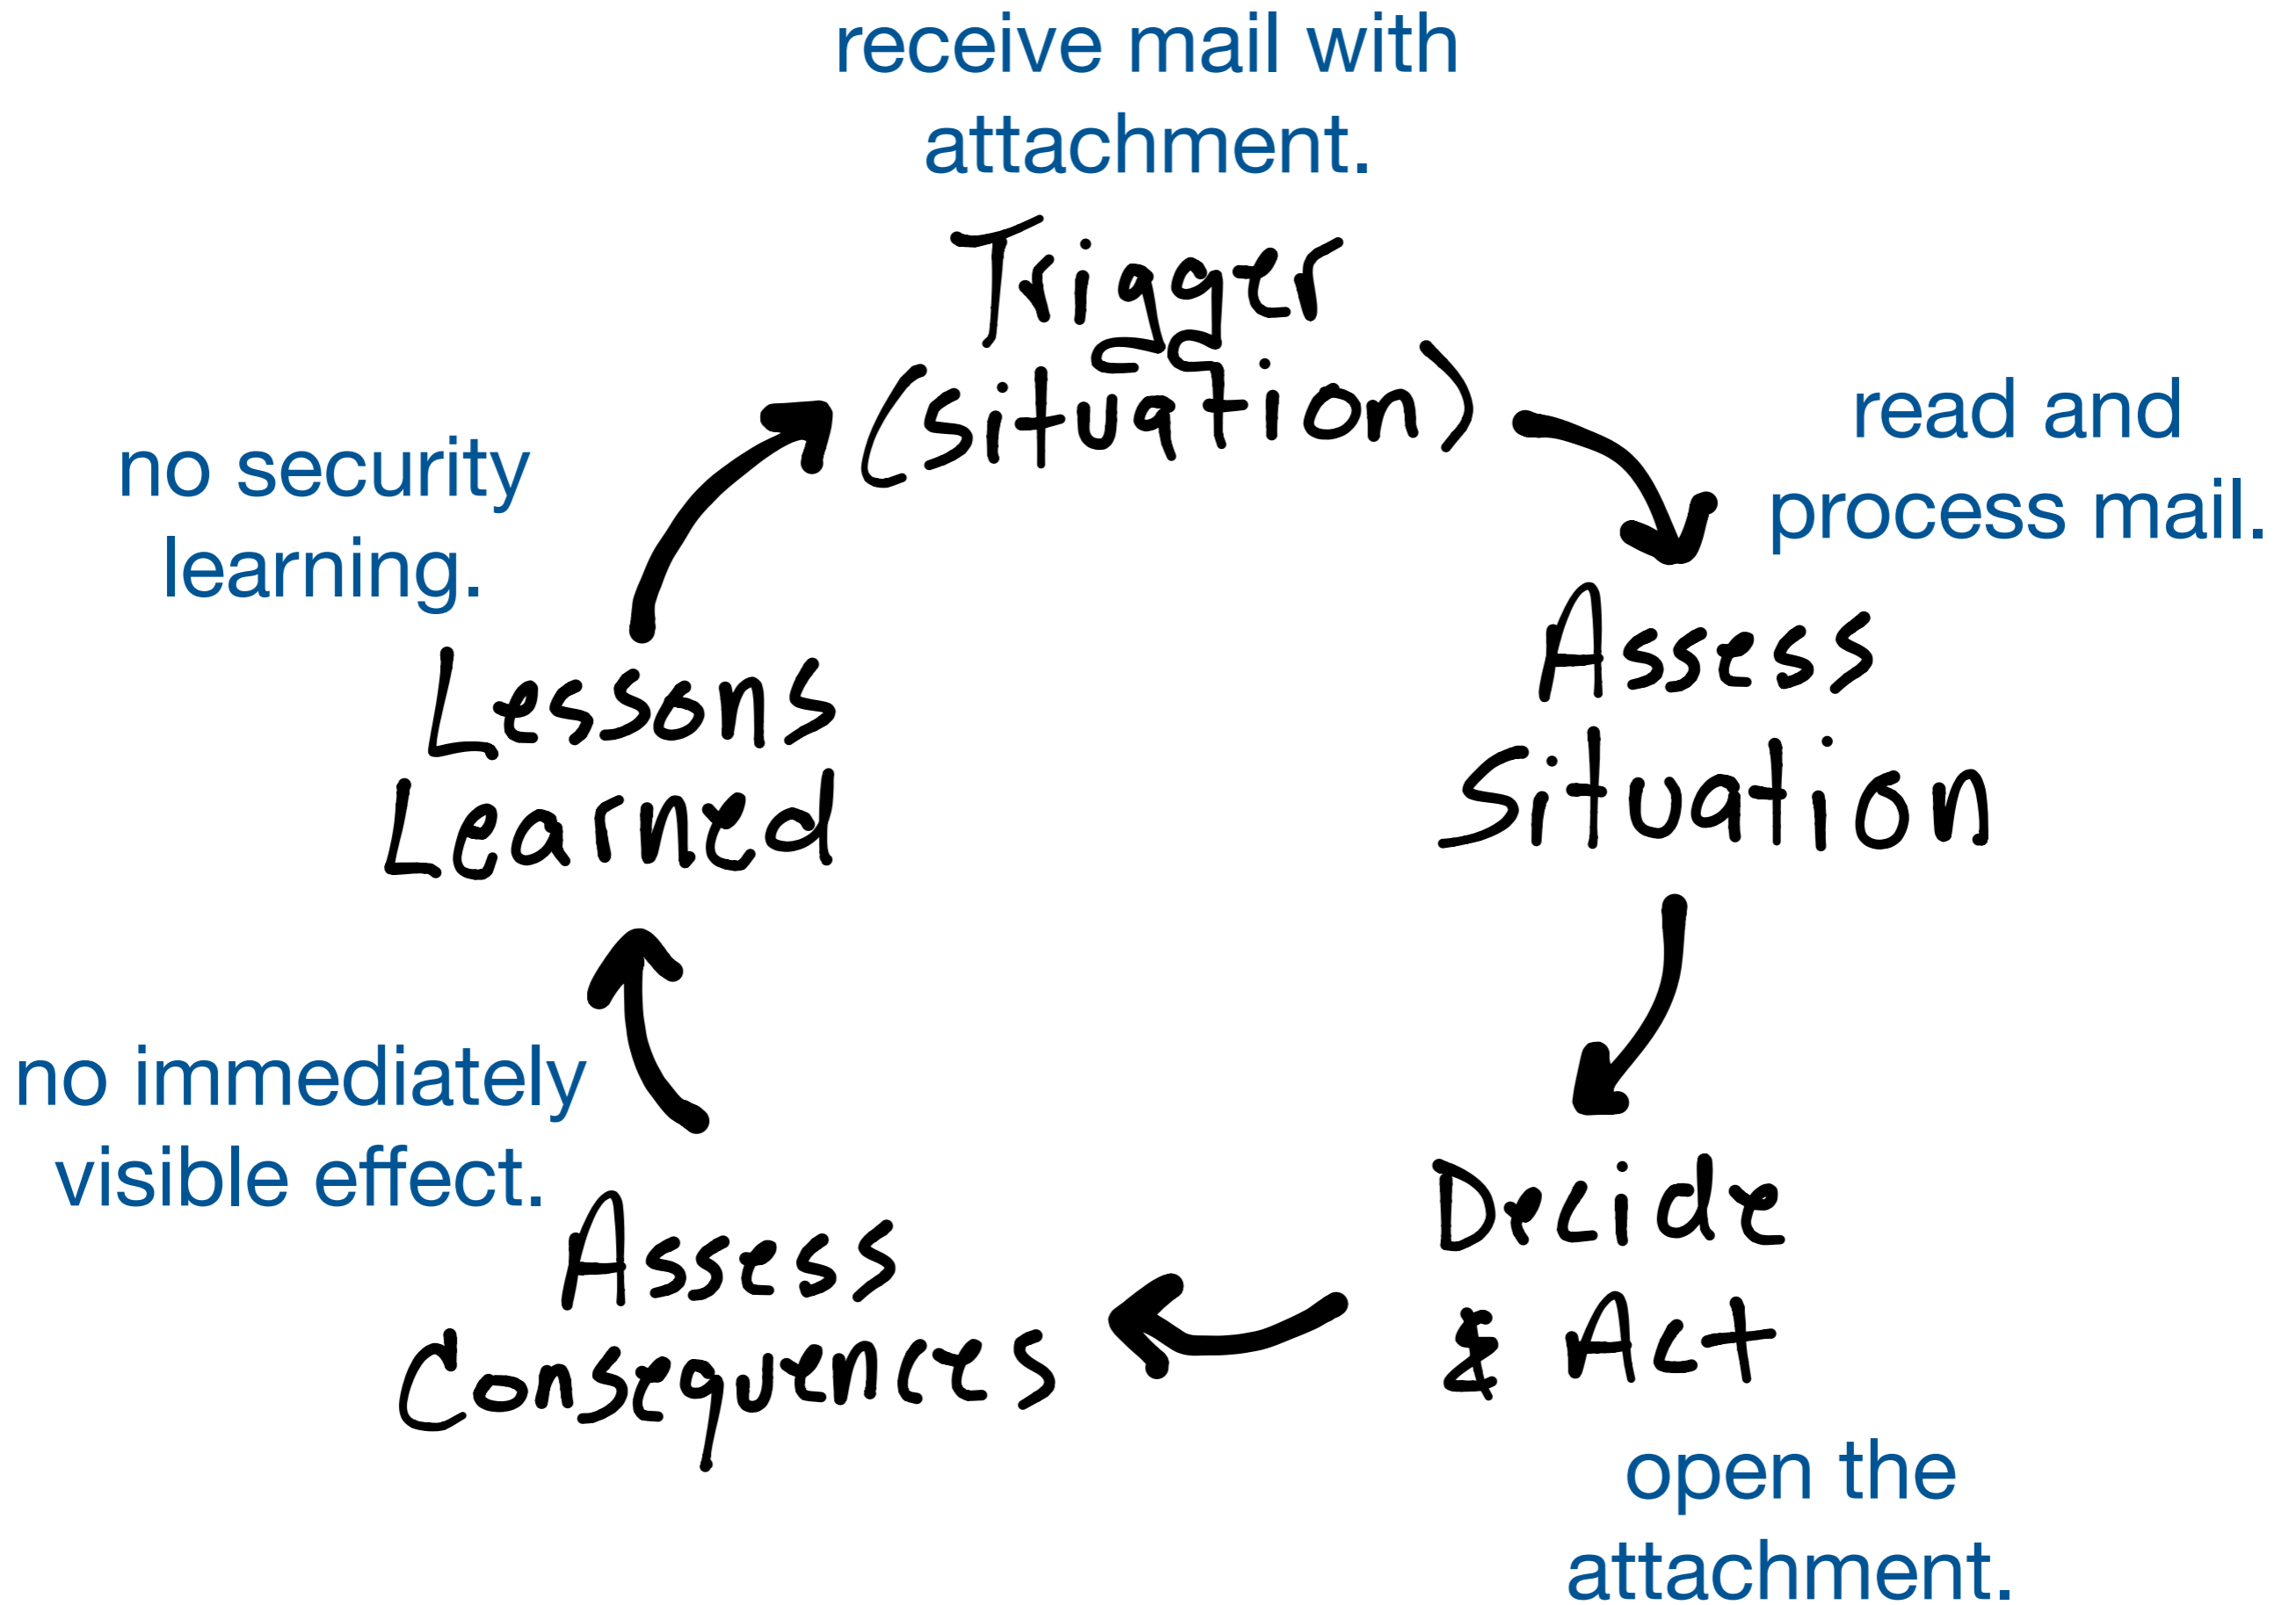 receive mail with
attachment.
Trigger
(situation)
read and
process mail.
Assess
Situation
Decide
& Act
open the
attachment.
Assess
Consequences
no immediately
visible effect.
Lessons
Learned
no security
learning.